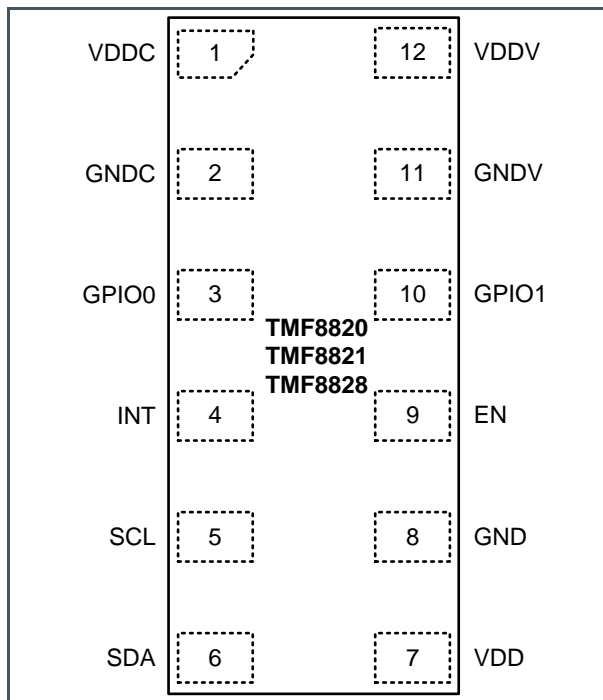 VDDC 1 12 VDDV
GNDC 2 11 GNDV
GPIO0 3 10 GPIO1
TMF8820
TMF8821
TMF8828
INT 4 9 EN
SCL 5 8 GND
SDA 6 7 VDD